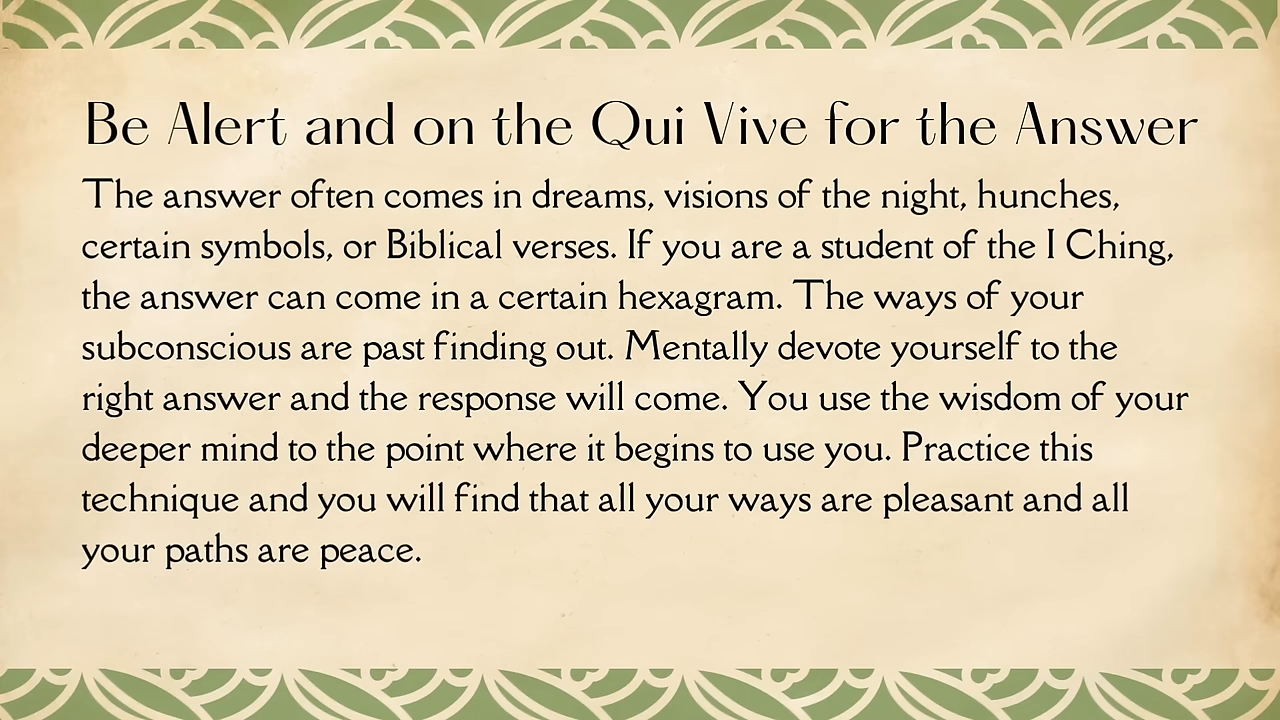 Be Alert and on the Qui Vive for the Answer
The answer often comes in dreams, visions of the night, hunches,
certain symbols, or Biblical verses. If you are a student of the I Ching,
the answer can come in a certain hexagram. The ways of your
subconscious are past finding out. Mentally devote yourself to the
right answer and the response will come. You use the wisdom of your
deeper mind to the point where it begins to use you. Practice this
technique and you will find that all your ways are pleasant and all
your paths are peace.